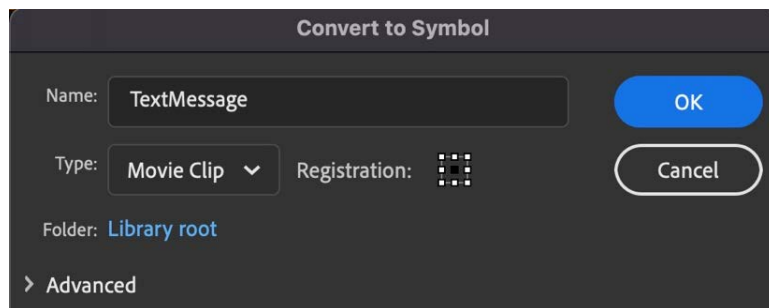 Convert to Symbol
Name: TextMessage OK
Type: Movie Clip Registration: Cancel
Folder: Library root
Advanced